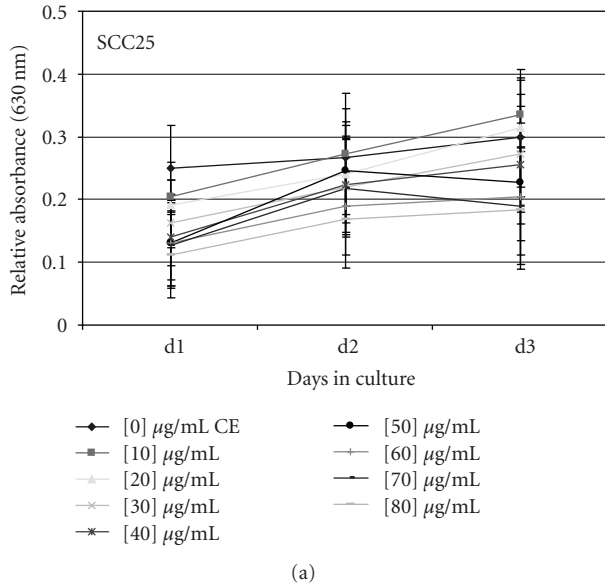 0.5
SCC25
0.4
0.3
0.2
0.1
0
Relative absorbance (630 nm)
d1 d2 d3
Days in culture
[0] µg/mL CE
[10] µg/mL
[20] µg/mL
[30] µg/mL
[40] µg/mL
[50] µg/mL
[60] µg/mL
[70] µg/mL
[80] µg/mL
(a)